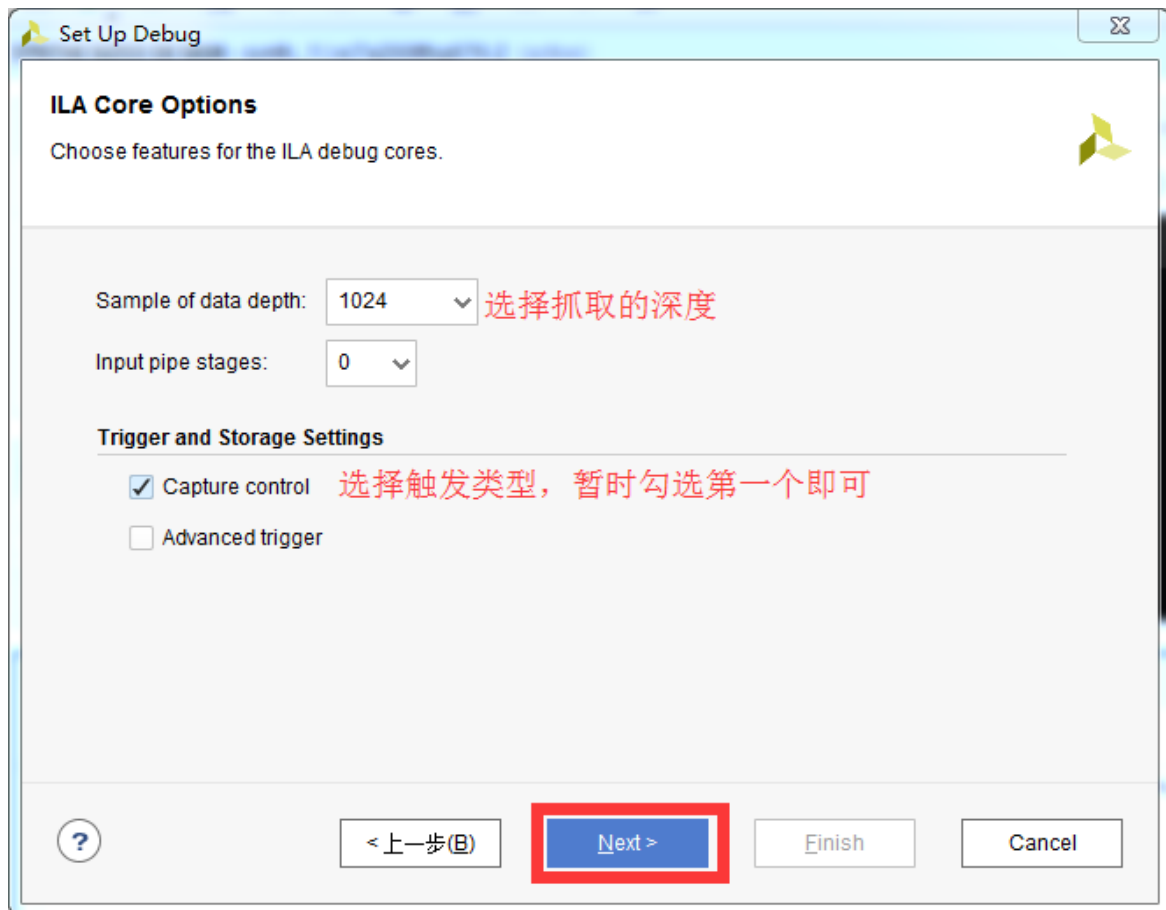 Set Up Debug
ILA Core Options
Choose features for the ILA debug cores.
Sample of data depth: 1024 选择抓取的深度
Input pipe stages: 0
Trigger and Storage Settings
Capture control 选择触发类型，暂时勾选第一个即可
Advanced trigger
? <上一步(B) Next > Finish Cancel